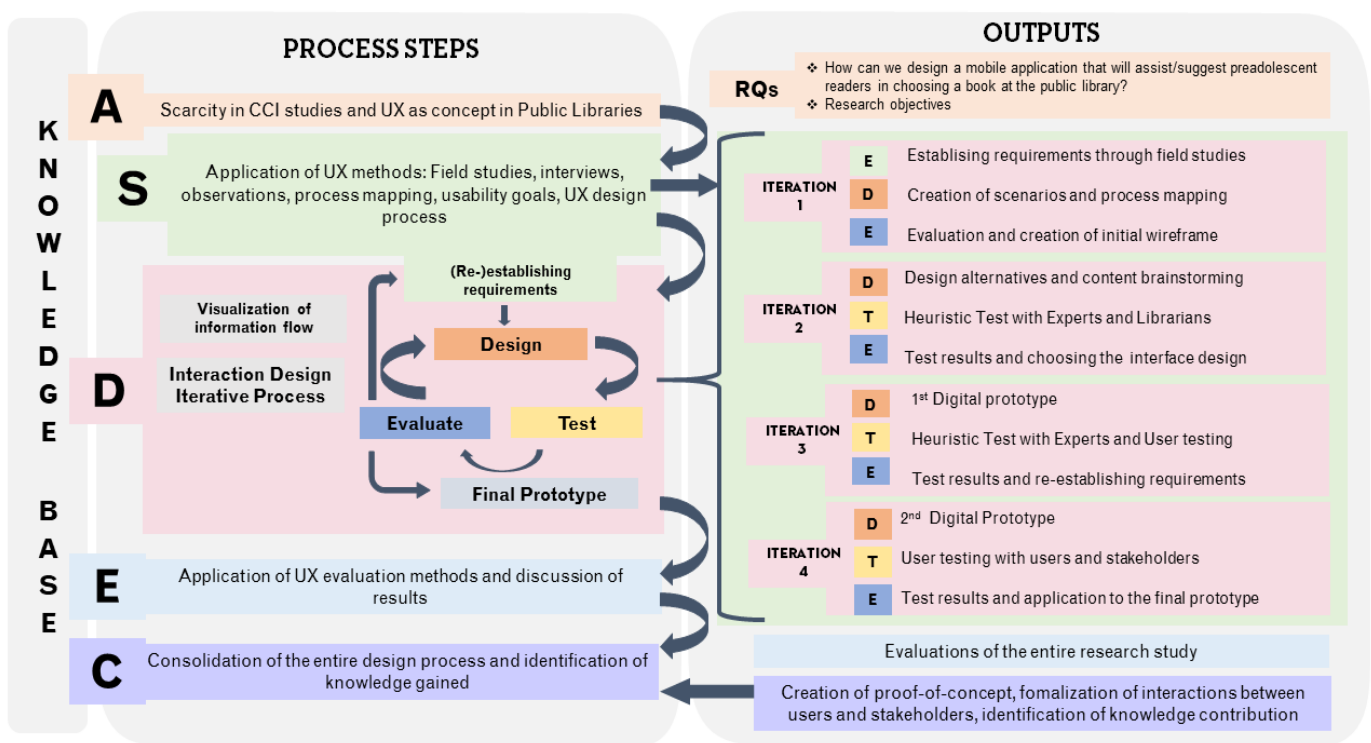 PROCESS STEPS
OUTPUTS
KNOWLEDGE BASE
A
Scarcity in CCI studies and UX as concept in Public Libraries
S
Application of UX methods: Field studies, interviews,
observations, process mapping, usability goals, UX design
process
D
Visualization of
information flow
Interaction Design
Iterative Process
(Re-)establishing
requirements
Design
Evaluate
Test
Final Prototype
E
Application of UX evaluation methods and discussion of
results
C
Consolidation of the entire design process and identification of
knowledge gained
RQs
❖ How can we design a mobile application that will assist/suggest preadolescent
readers in choosing a book at the public library?
❖ Research objectives
ITERATION
1
E Establising requirements through field studies
D Creation of scenarios and process mapping
E Evaluation and creation of initial wireframe
ITERATION
2
D Design alternatives and content brainstorming
T Heuristic Test with Experts and Librarians
E Test results and choosing the interface design
ITERATION
3
D 1st Digital prototype
T Heuristic Test with Experts and User testing
E Test results and re-establishing requirements
ITERATION
4
D 2nd Digital Prototype
T User testing with users and stakeholders
E Test results and application to the final prototype
Evaluations of the entire research study
Creation of proof-of-concept, fomalization of interactions between
users and stakeholders, identification of knowledge contribution